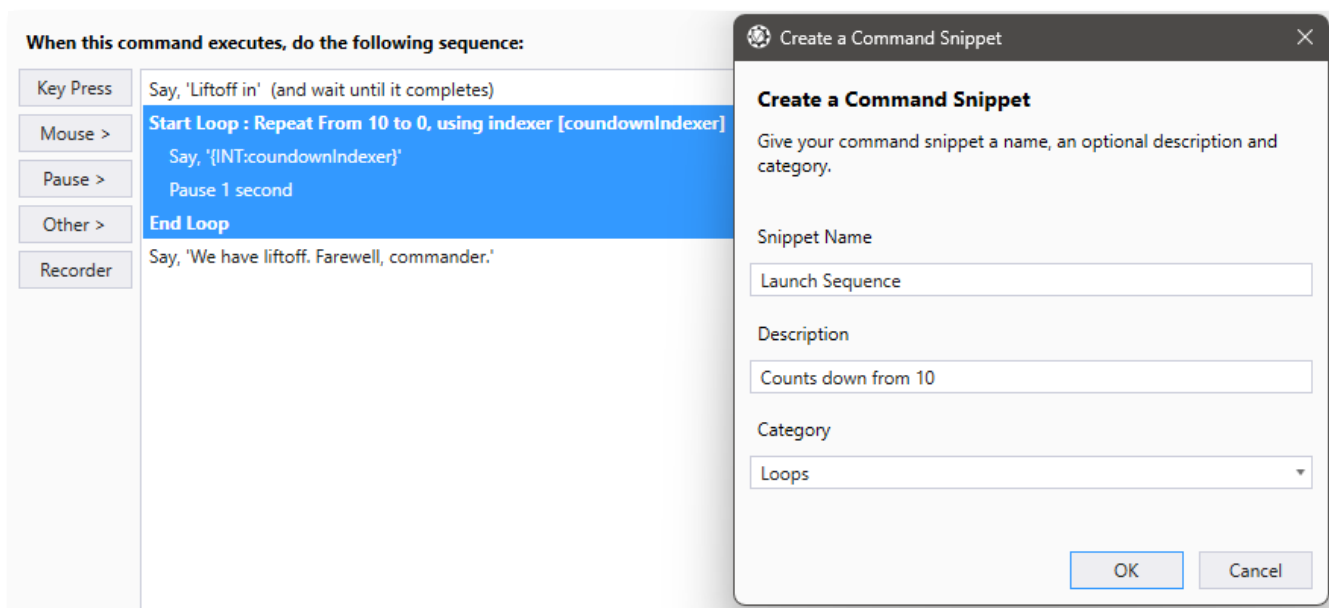 When this command executes, do the following sequence:
Key Press
Mouse >
Pause >
Other >
Recorder
Say, 'Liftoff in'  (and wait until it completes)
Start Loop : Repeat From 10 to 0, using indexer [coundownIndexer]
Say, '{INT:coundownIndexer}'
Pause 1 second
End Loop
Say, 'We have liftoff. Farewell, commander.'
Create a Command Snippet
Create a Command Snippet
Give your command snippet a name, an optional description and
category.
Snippet Name
Launch Sequence
Description
Counts down from 10
Category
Loops
OK
Cancel